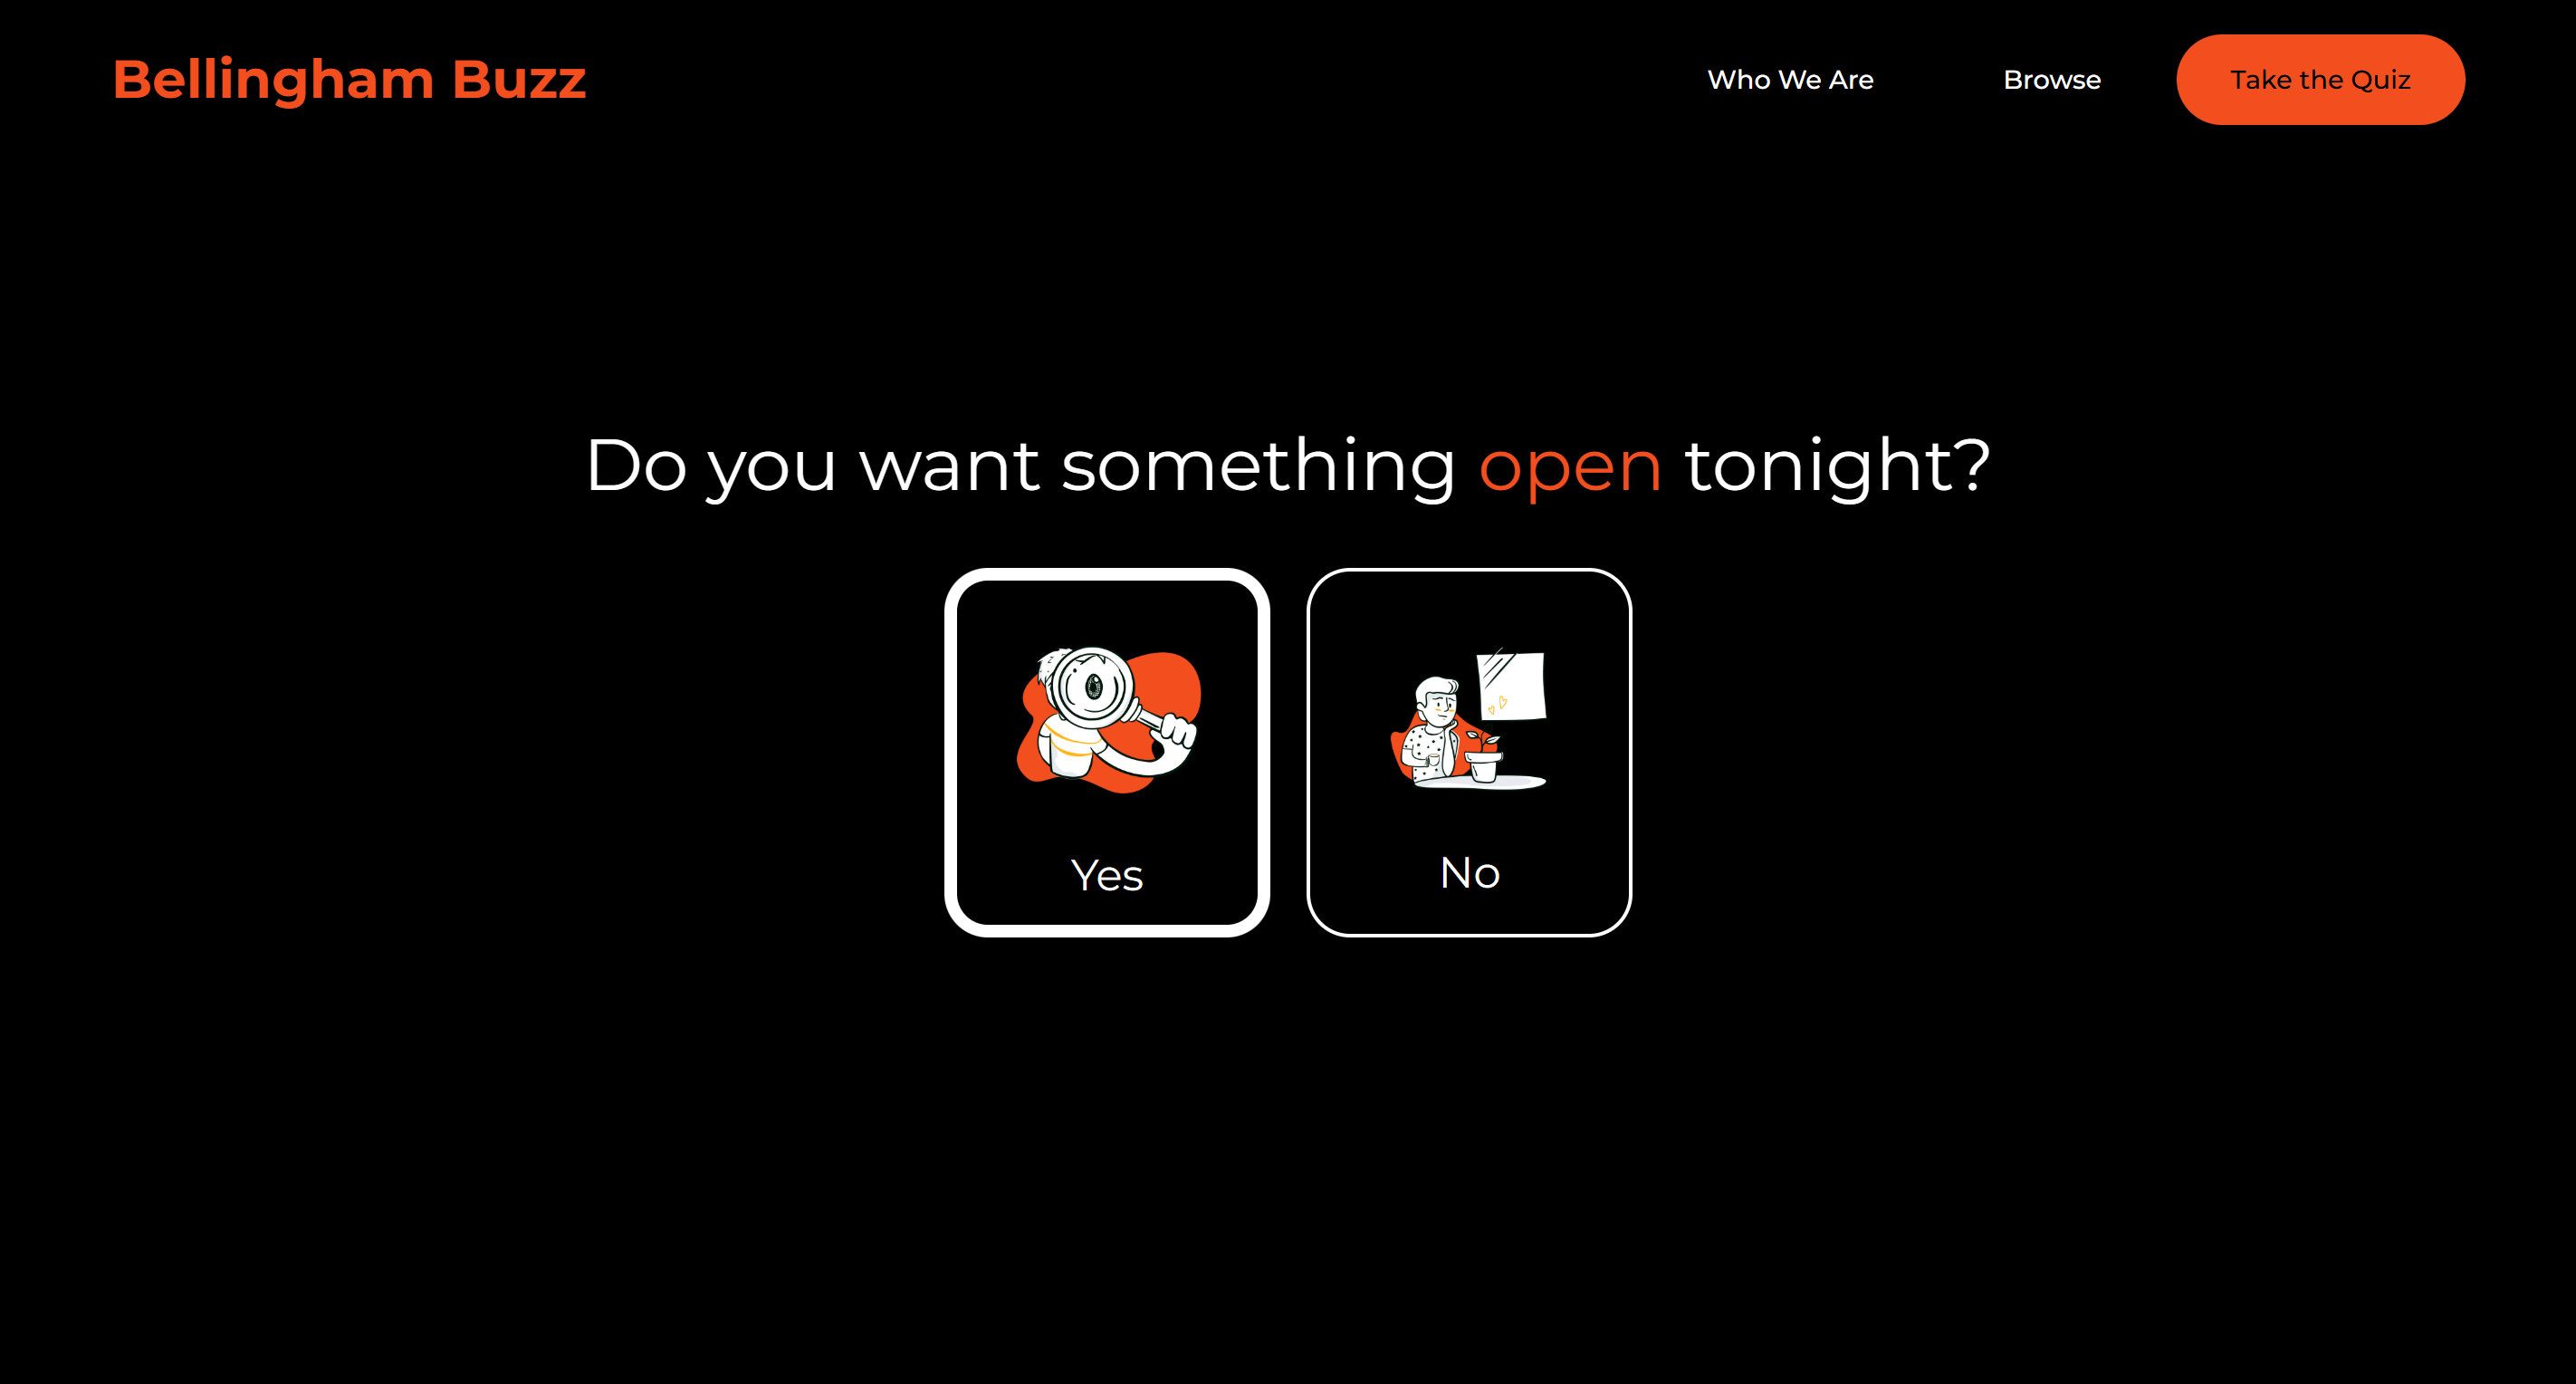 Bellingham Buzz
Who We Are
Browse
Take the Quiz
Do you want something open tonight?
Yes
No